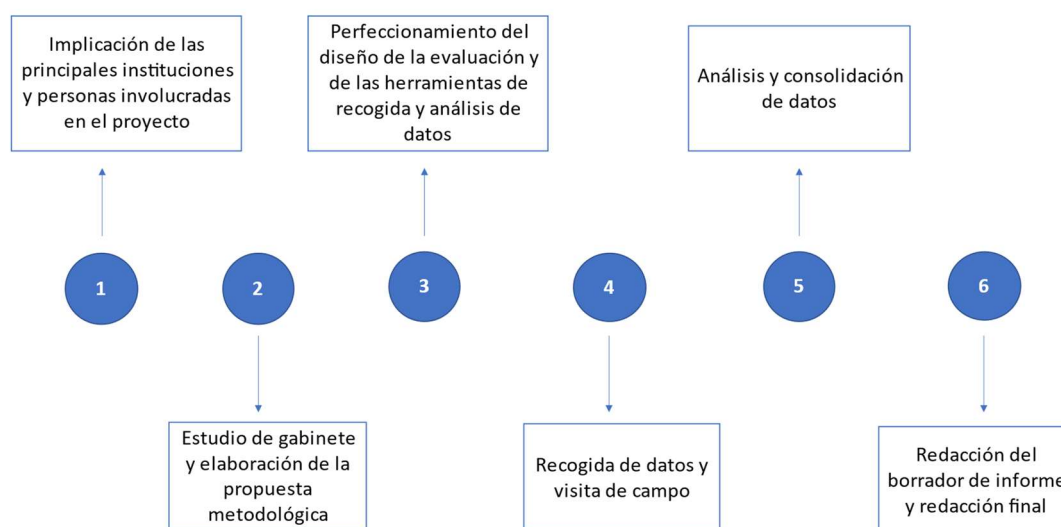 Implicación de las
principales instituciones
y personas involucradas
en el proyecto
Perfeccionamiento del
diseño de la evaluación y
de las herramientas de
recogida y análisis de
datos
Análisis y consolidación
de datos
1
2
3
4
5
6
Estudio de gabinete
y elaboración de la
propuesta
metodológica
Recogida de datos y
visita de campo
Redacción del
borrador de informe
y redacción final